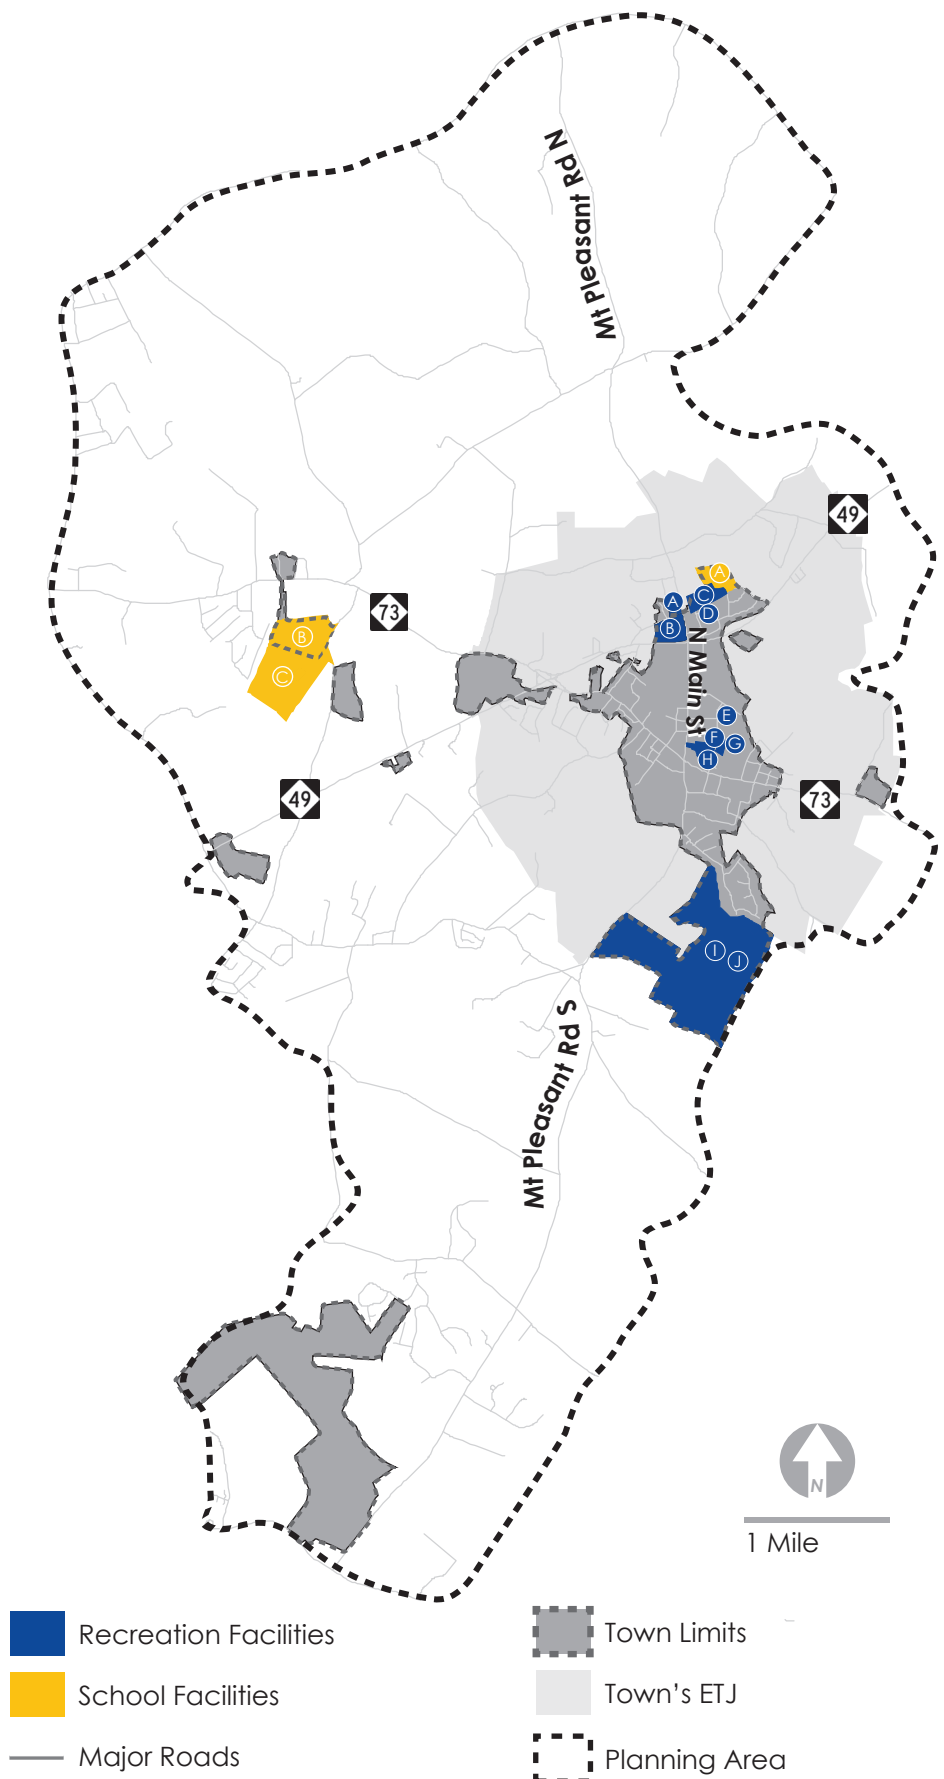 Mt Pleasant Rd N
49
A
A
C
D
B
73
B
C
N Main St
E
F
G
H
49
73
I
J
Mt Pleasant Rd S
N
1 Mile
Recreation Facilities
Town Limits
School Facilities
Town's ETJ
Major Roads
Planning Area